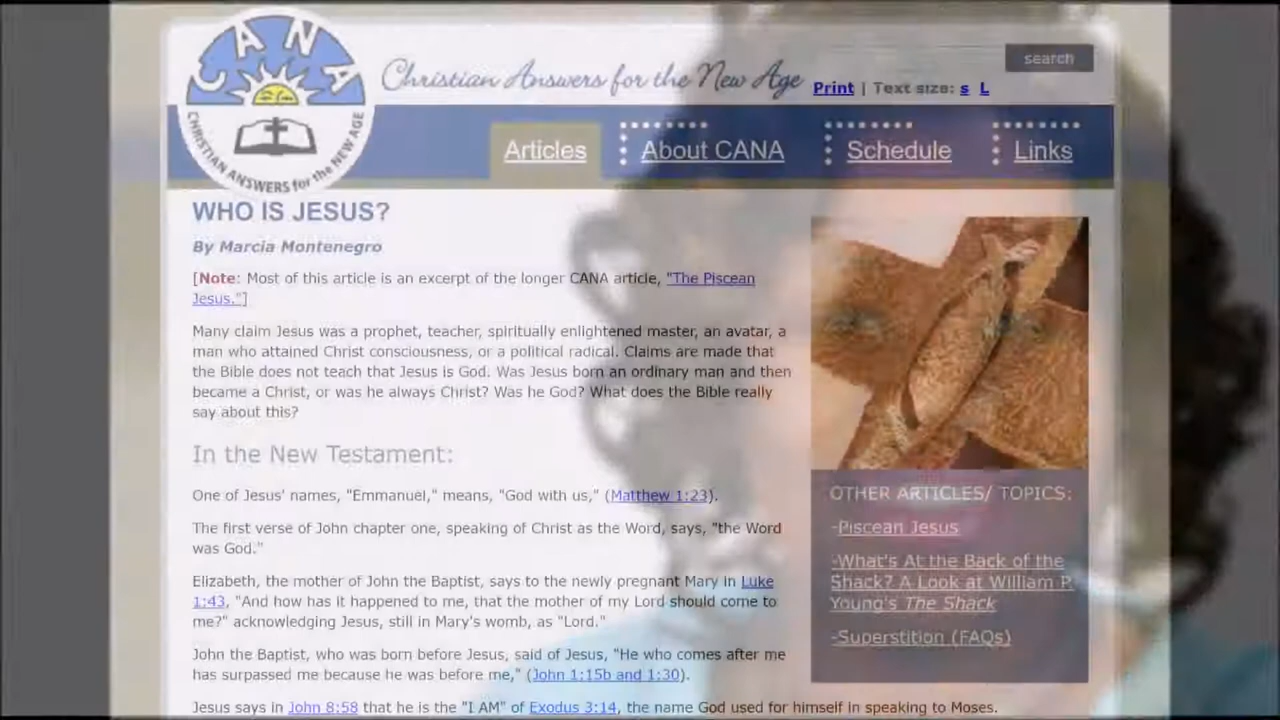 CANA
CHRISTIAN ANSWERS for the NEW AGE
Christian Answers for the New Age
search
Print | Text size: s L
Articles
About CANA
Schedule
Links
WHO IS JESUS?
By Marcia Montenegro
[Note: Most of this article is an excerpt of the longer CANA article, "The Piscean
Jesus."]
Many claim Jesus was a prophet, teacher, spiritually enlightened master, an avatar, a
man who attained Christ consciousness, or a political radical. Claims are made that
the Bible does not teach that Jesus is God. Was Jesus born an ordinary man and then
became a Christ, or was he always Christ? Was he God? What does the Bible really
say about this?
In the New Testament:
One of Jesus' names, "Emmanuel," means, "God with us," (Matthew 1:23).
The first verse of John chapter one, speaking of Christ as the Word, says, "the Word
was God."
Elizabeth, the mother of John the Baptist, says to the newly pregnant Mary in Luke
1:43, "And how has it happened to me, that the mother of my Lord should come to
me?" acknowledging Jesus, still in Mary's womb, as "Lord."
John the Baptist, who was born before Jesus, said of Jesus, "He who comes after me
has surpassed me because he was before me," (John 1:15b and 1:30).
Jesus says in John 8:58 that he is the "I AM" of Exodus 3:14, the name God used for himself in speaking to Moses.
OTHER ARTICLES/ TOPICS:
-Piscean Jesus
-What's At the Back of the
Shack? A Look at William P.
Young's The Shack
-Superstition (FAQs)